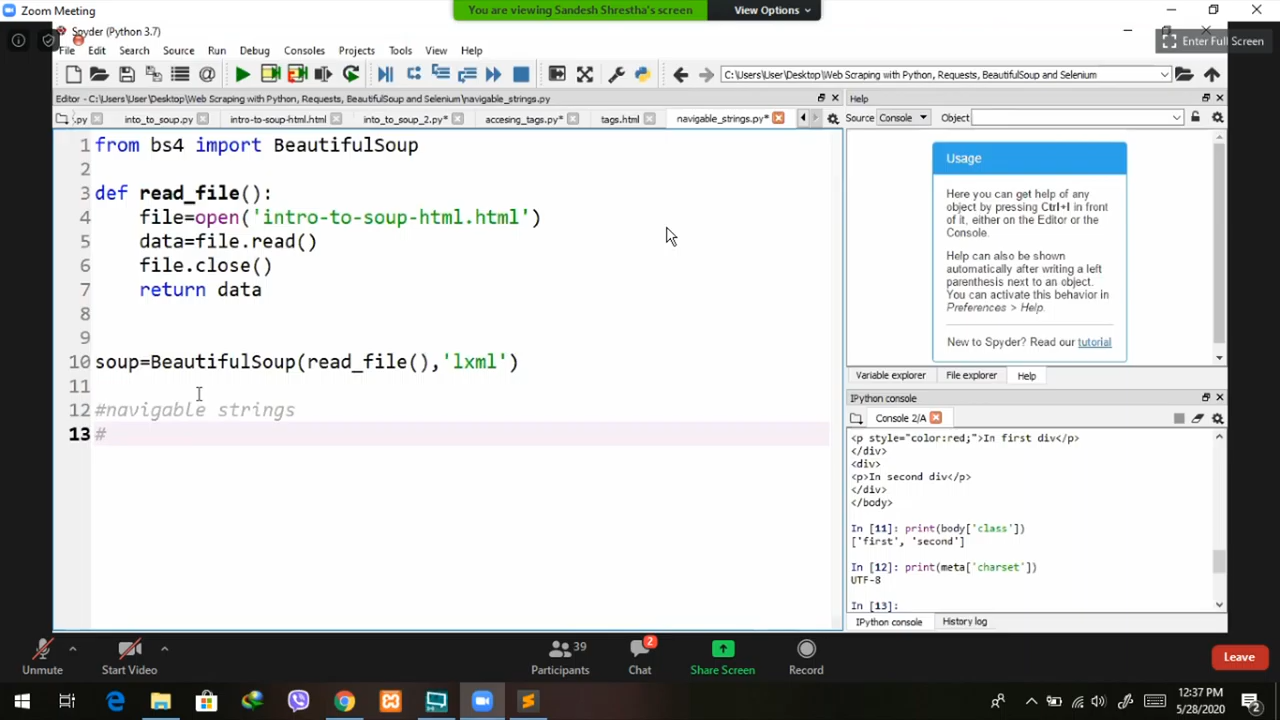 Zoom Meeting
You are viewing Sandesh Shrestha's screen
View Options
Spyder (Python 3.7)
Enter Full Screen
File Edit Search Source Run Debug Consoles Projects Tools View Help
C:\Users\User\Desktop\Web Scraping with Python, Requests, BeautifulSoup and Selenium
Editor - C:\Users\User\Desktop\Web Scraping with Python, Requests, BeautifulSoup and Selenium\navigable_strings.py
.py into_to_soup.py intro-to-soup-html.html into_to_soup_2.py* accesing_tags.py* tags.html navigable_strings.py*
1 from bs4 import BeautifulSoup
2
3 def read_file():
4 file=open('intro-to-soup-html.html')
5 data=file.read()
6 file.close()
7 return data
8
9
10 soup=BeautifulSoup(read_file(),'lxml')
11
12 #navigable strings
13 #
Help
Source Console Object
Usage
Here you can get help of any
object by pressing Ctrl+I in front
of it, either on the Editor or the
Console.
Help can also be shown
automatically after writing a left
parenthesis next to an object.
You can activate this behavior in
Preferences > Help.
New to Spyder? Read our tutorial
Variable explorer File explorer Help
IPython console
Console 2/A
<p style="color:red;">In first div</p>
</div>
<div>
<p>In second div</p>
</div>
</body>
In [11]: print(body['class'])
['first', 'second']
In [12]: print(meta['charset'])
UTF-8
In [13]:
IPython console History log
Unmute
Start Video
39
Participants
2
Chat
Share Screen
Record
Leave
12:37 PM
5/28/2020
2